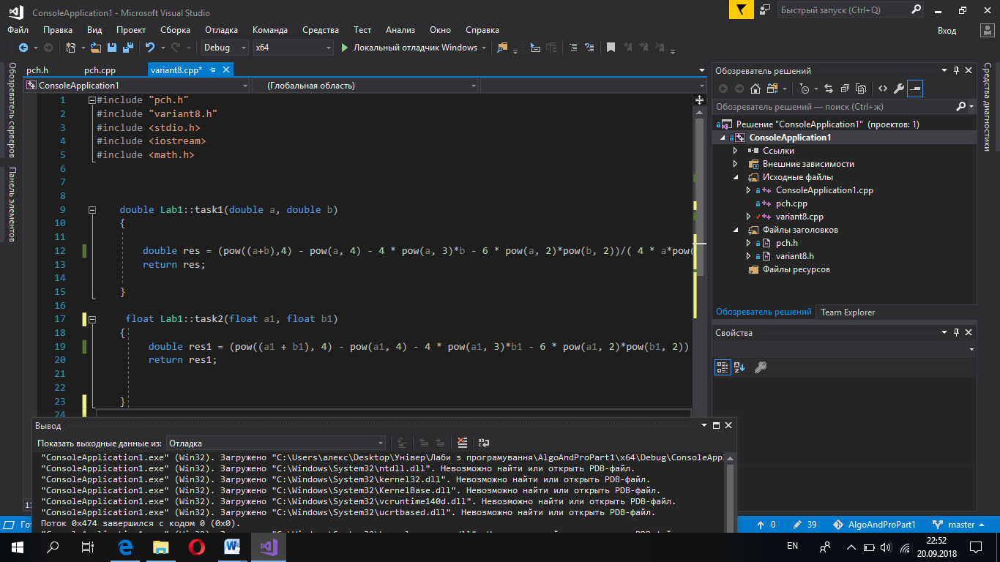 ConsoleApplication1 - Microsoft Visual Studio
Быстрый запуск (Ctrl+Q)
Файл Правка Вид Проект Сборка Отладка Команда Средства Тест Анализ Окно Справка
Вход
Debug x64 Локальный отладчик Windows
Обозреватель серверов
Панель элементов
pch.h pch.cpp variant8.cpp*
ConsoleApplication1 (Глобальная область)
1 #include "pch.h"
2 #include "variant8.h"
3 #include <stdio.h>
4 #include <iostream>
5 #include <math.h>
6
7
8
9 double Lab1::task1(double a, double b)
10 {
11
12 double res = (pow((a+b),4) - pow(a, 4) - 4 * pow(a, 3)*b - 6 * pow(a, 2)*pow(b, 2))/( 4 * a*pow(
13 return res;
14
15 }
16
17 float Lab1::task2(float a1, float b1)
18 {
19 double res1 = (pow((a1 + b1), 4) - pow(a1, 4) - 4 * pow(a1, 3)*b1 - 6 * pow(a1, 2)*pow(b1, 2))
20 return res1;
21
22
23 }
24
Обозреватель решений
Обозреватель решений — поиск (Ctrl+ж)
Решение "ConsoleApplication1" (проектов: 1)
ConsoleApplication1
Ссылки
Внешние зависимости
Исходные файлы
ConsoleApplication1.cpp
pch.cpp
variant8.cpp
Файлы заголовков
pch.h
variant8.h
Файлы ресурсов
Обозреватель решений Team Explorer
Свойства
Средства диагностики
Вывод
Показать выходные данные из: Отладка
"ConsoleApplication1.exe" (Win32). Загружено "C:\Users\алекс\Desktop\Універ\Лаби з програмування\AlgoAndProPart1\x64\Debug\ConsoleAppl
"ConsoleApplication1.exe" (Win32). Загружено "C:\Windows\System32\ntdll.dll". Невозможно найти или открыть PDB-файл.
"ConsoleApplication1.exe" (Win32). Загружено "C:\Windows\System32\kernel32.dll". Невозможно найти или открыть PDB-файл.
"ConsoleApplication1.exe" (Win32). Загружено "C:\Windows\System32\KernelBase.dll". Невозможно найти или открыть PDB-файл.
"ConsoleApplication1.exe" (Win32). Загружено "C:\Windows\System32\vcruntime140d.dll". Невозможно найти или открыть PDB-файл.
"ConsoleApplication1.exe" (Win32). Загружено "C:\Windows\System32\ucrtbased.dll". Невозможно найти или открыть PDB-файл.
Поток 0x474 завершился с кодом 0 (0x0).
0 39 AlgoAndProPart1 master
EN
22:52
20.09.2018